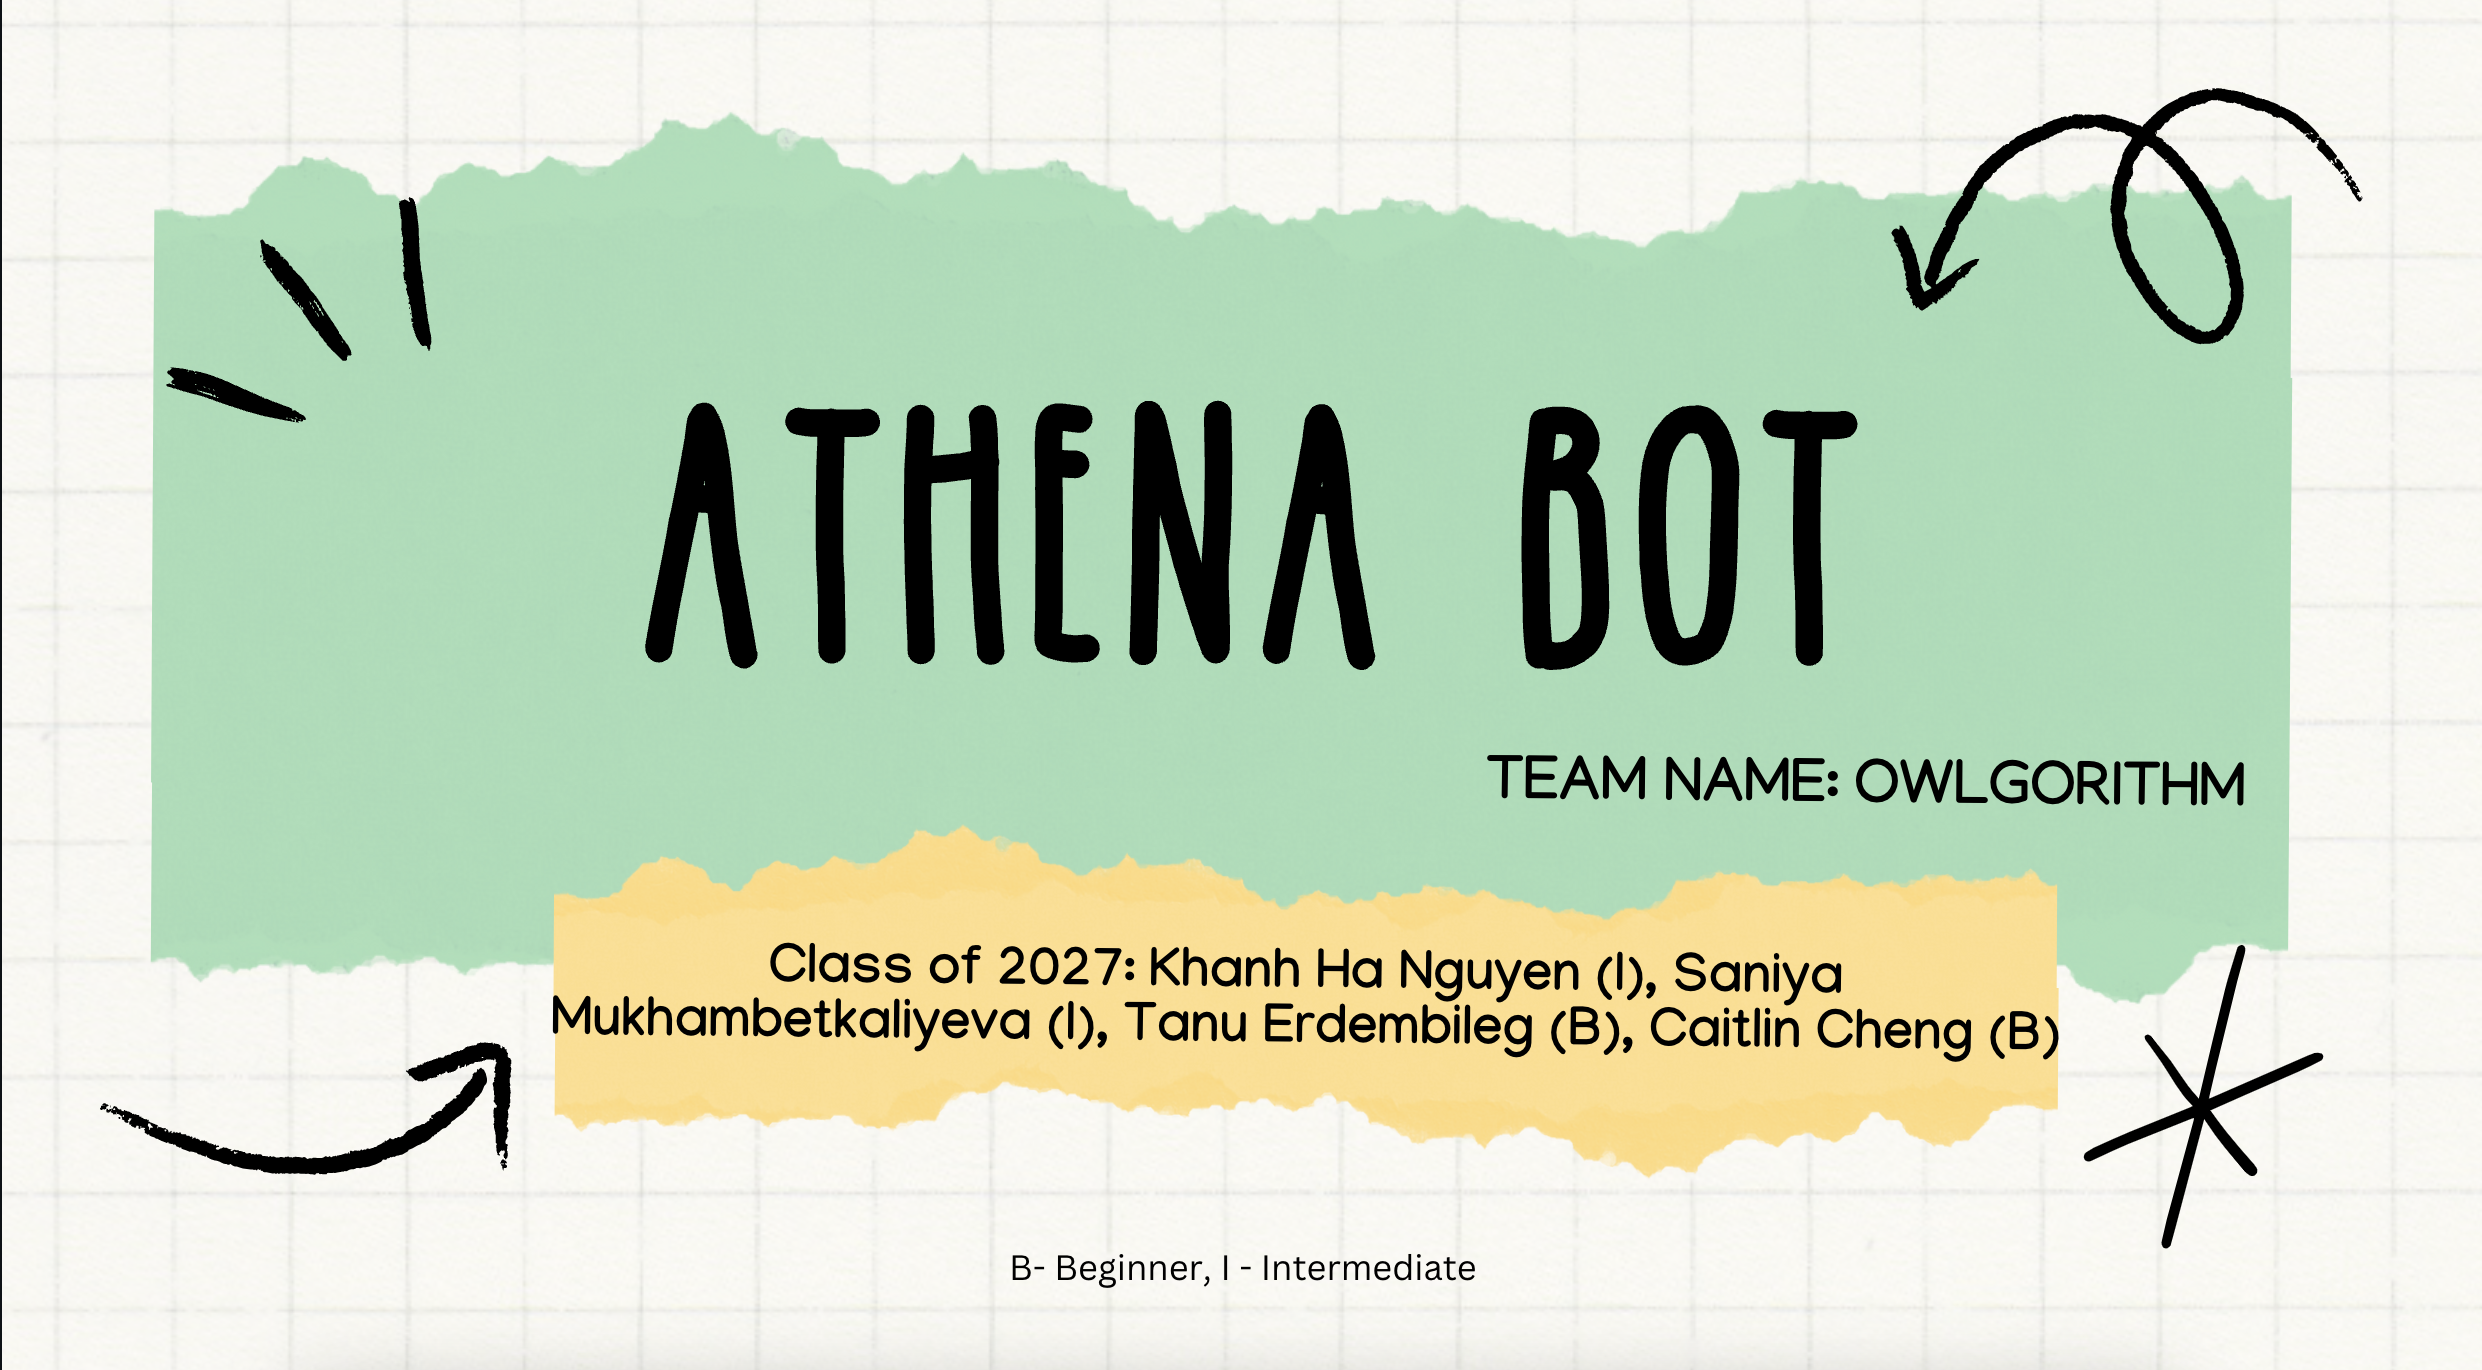 ATHENA BOT
TEAM NAME: OWLGORITHM
Class of 2027: Khanh Ha Nguyen (I), Saniya
Mukhambetkaliyeva (I), Tanu Erdembileg (B), Caitlin Cheng (B)
B- Beginner, I - Intermediate